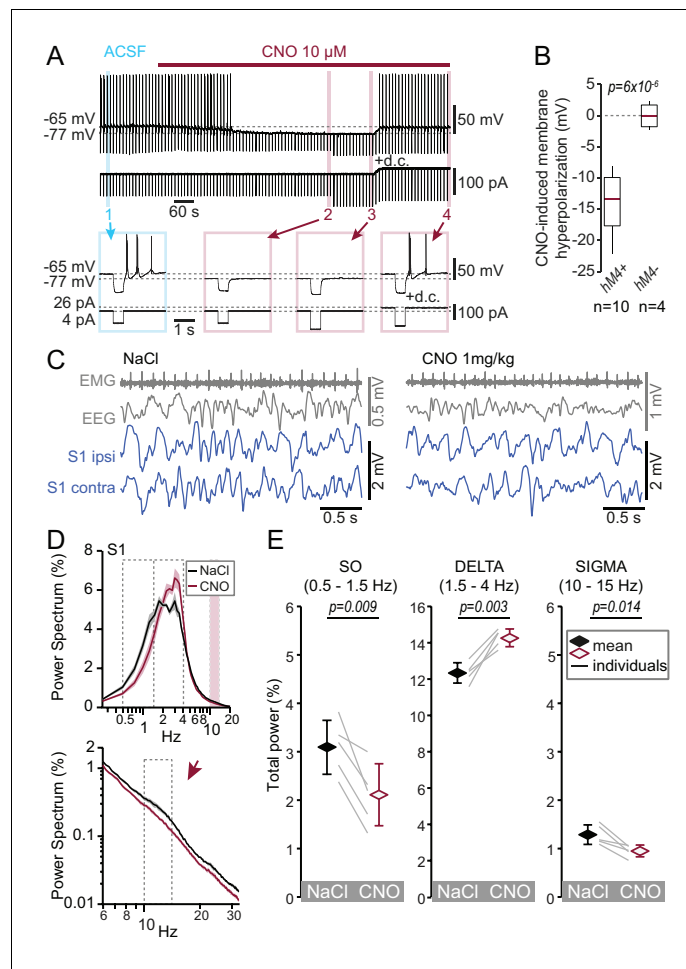 A
ACSF
CNO 10 µM
-65 mV
-77 mV
50 mV
+d.c.
100 pA
60 s
1
2
3
4
-65 mV
-77 mV
50 mV
26 pA
4 pA
+d.c.
100 pA
1 s
B
CNO-induced membrane
hyperpolarization (mV)
p=6x10-6
5
0
-5
-10
-15
-20
-25
hM4+
hM4-
n=10
n=4
C
NaCl
CNO 1mg/kg
EMG
EEG
S1 ipsi
S1 contra
0.5 mV
2 mV
0.5 s
1 mV
2 mV
0.5 s
D
S1
NaCl
CNO
Power Spectrum (%)
8
6
4
2
0
0.5
1
2
4
6
8
10
20
Hz
Power Spectrum (%)
2
1
0.1
0.01
6
8
10
20
30
Hz
E
SO
(0.5 - 1.5 Hz)
p=0.009
Total power (%)
6
5
4
3
2
1
0
NaCl
CNO
DELTA
(1.5 - 4 Hz)
p=0.003
16
14
12
10
8
6
4
2
0
NaCl
CNO
SIGMA
(10 - 15 Hz)
p=0.014
6
5
4
3
2
1
0
mean
individuals
NaCl
CNO